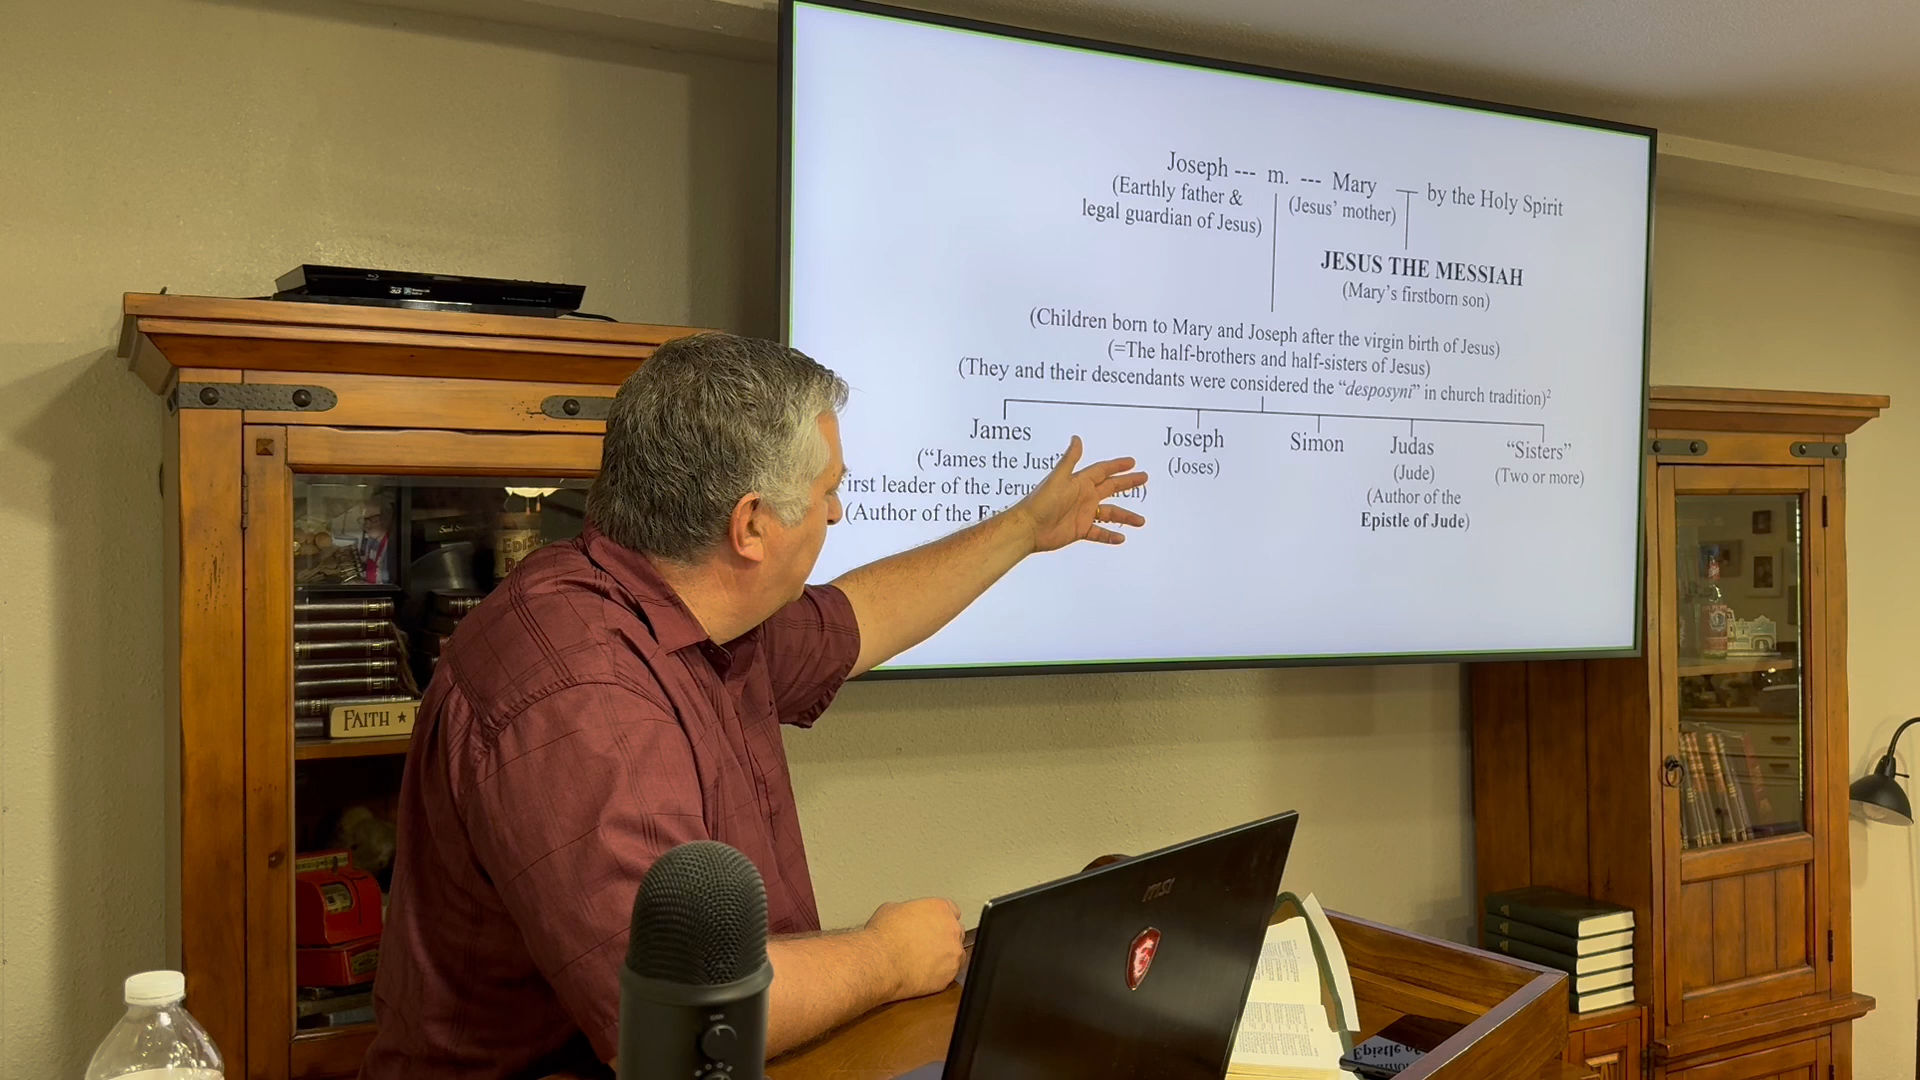 Joseph --- m. --- Mary
by the Holy Spirit
(Earthly father &
legal guardian of Jesus)
(Jesus' mother)
JESUS THE MESSIAH
(Mary's firstborn son)
(Children born to Mary and Joseph after the virgin birth of Jesus)
(=The half-brothers and half-sisters of Jesus)
(They and their descendants were considered the "desposyni" in church tradition)2
James
("James the Just"
First leader of the
(Author of the
Joseph
(Joses)
Simon
Judas
(Jude)
(Author of the
Epistle of Jude)
"Sisters"
(Two or more)
FAITH
msi
Epistle